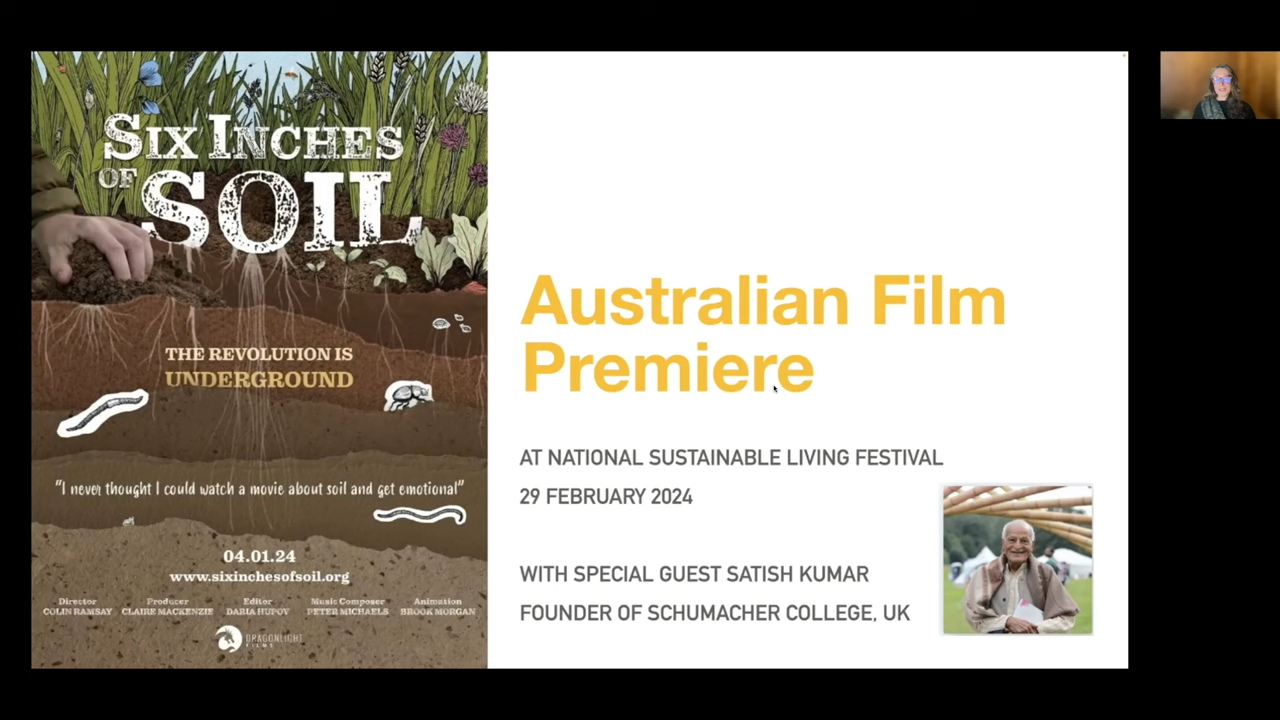 SIX INCHES
OF
SOIL
THE REVOLUTION IS
UNDERGROUND
"I never thought I could watch a movie about soil and get emotional"
04.01.24
www.sixinchesofsoil.org
Director
COLIN RAMSAY
Producer
CLAIRE MACKENZIE
Editor
DARIA HUPOV
Music Composer
PETER MICHAELS
Animation
BROOK MORGAN
DRAGONLIGHT
FILMS
Australian Film
Premiere
AT NATIONAL SUSTAINABLE LIVING FESTIVAL
29 FEBRUARY 2024
WITH SPECIAL GUEST SATISH KUMAR
FOUNDER OF SCHUMACHER COLLEGE, UK